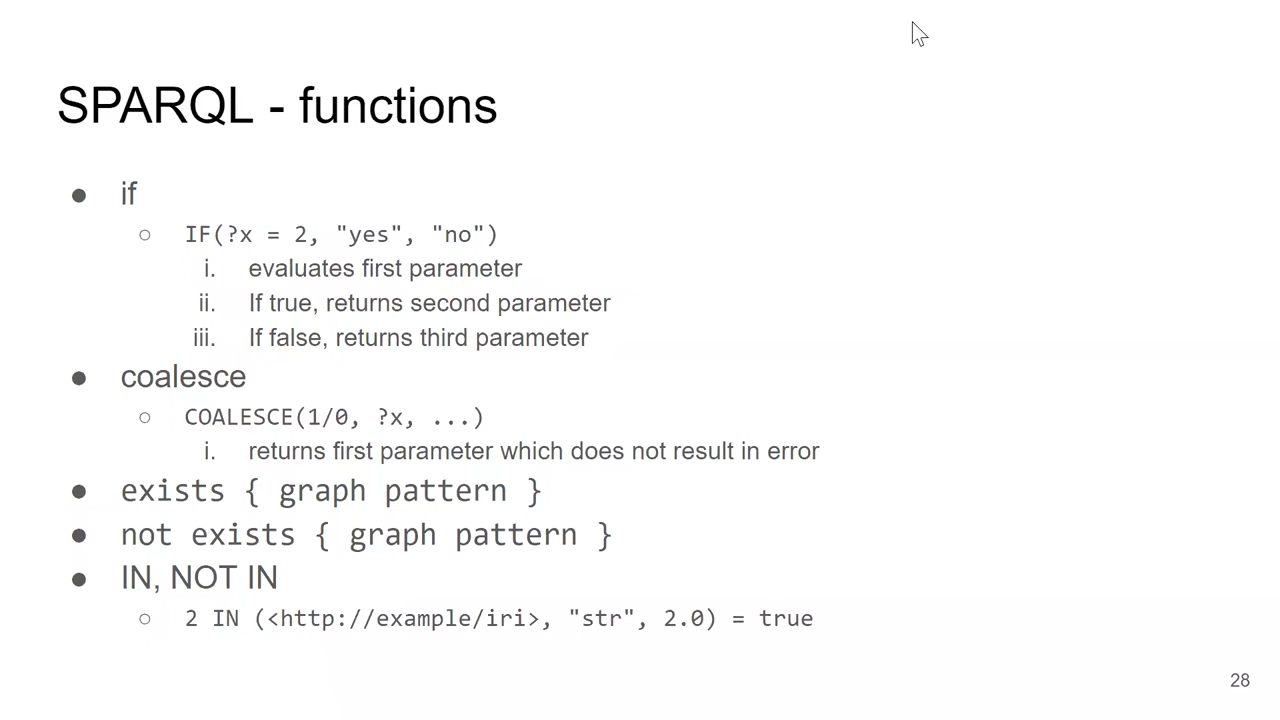 SPARQL - functions
● if
○ IF(?x = 2, "yes", "no")
i. evaluates first parameter
ii. If true, returns second parameter
iii. If false, returns third parameter
● coalesce
○ COALESCE(1/0, ?x, ...)
i. returns first parameter which does not result in error
● exists { graph pattern }
● not exists { graph pattern }
● IN, NOT IN
○ 2 IN (<http://example/iri>, "str", 2.0) = true
28